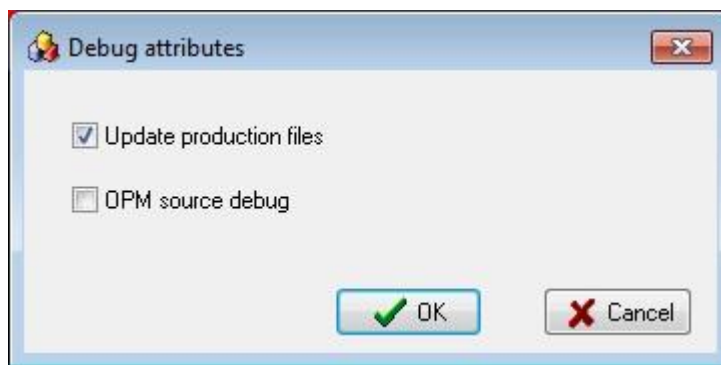 Debug attributes
Update production files
OPM source debug
OK
Cancel